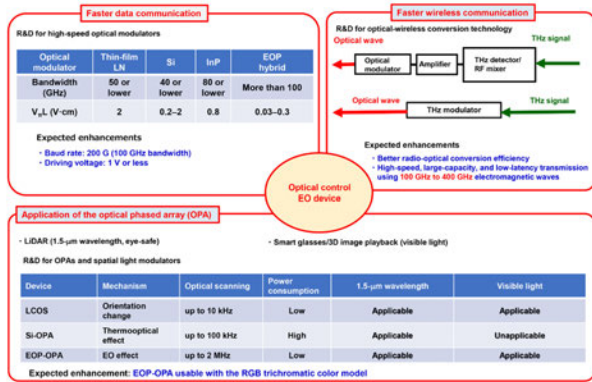 Faster data communication
R&D for high-speed optical modulators
Optical modulator Thin-film LN Si InP EOP hybrid
Bandwidth (GHz) 50 or lower 40 or lower 80 or lower More than 100
VπL (V·cm) 2 0.2–2 0.8 0.03–0.3
Expected enhancements
・Baud rate: 200 G (100 GHz bandwidth)
・Driving voltage: 1 V or less
Faster wireless communication
R&D for optical-wireless conversion technology
Optical wave
THz signal
Optical modulator
Amplifier
THz detector/ RF mixer
Optical wave
THz signal
THz modulator
Expected enhancements
・Better radio-optical conversion efficiency
・High-speed, large-capacity, and low-latency transmission
using 100 GHz to 400 GHz electromagnetic waves
Optical control
EO device
Application of the optical phased array (OPA)
・LiDAR (1.5-μm wavelength, eye-safe)
・Smart glasses/3D image playback (visible light)
R&D for OPAs and spatial light modulators
Device Mechanism Optical scanning Power consumption 1.5-μm wavelength Visible light
LCOS Orientation change up to 10 kHz Low Applicable Applicable
Si-OPA Thermooptical effect up to 100 kHz High Applicable Unapplicable
EOP-OPA EO effect up to 2 MHz Low Applicable Applicable
Expected enhancement: EOP-OPA usable with the RGB trichromatic color model